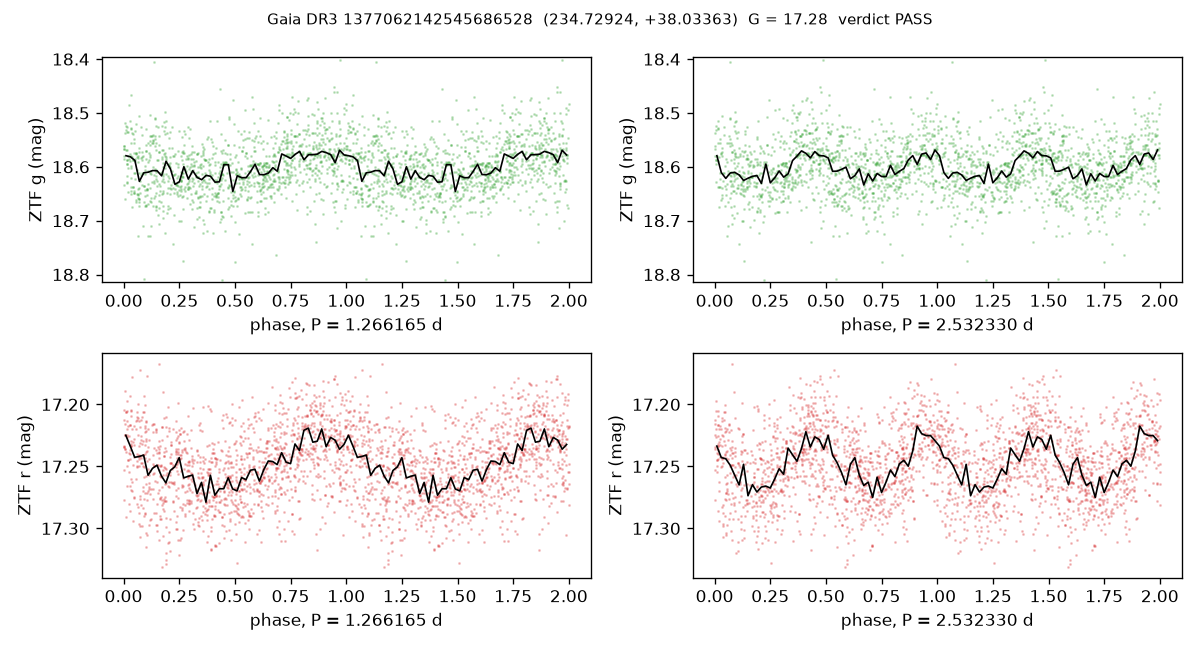 Gaia DR3 1377062142545686528 (234.72924, +38.03363) G = 17.28 verdict PASS
ZTF g (mag)
18.4
18.5
18.6
18.7
18.8
0.00 0.25 0.50 0.75 1.00 1.25 1.50 1.75 2.00
phase, P = 1.266165 d
ZTF g (mag)
18.4
18.5
18.6
18.7
18.8
0.00 0.25 0.50 0.75 1.00 1.25 1.50 1.75 2.00
phase, P = 2.532330 d
ZTF r (mag)
17.20
17.25
17.30
0.00 0.25 0.50 0.75 1.00 1.25 1.50 1.75 2.00
phase, P = 1.266165 d
ZTF r (mag)
17.20
17.25
17.30
0.00 0.25 0.50 0.75 1.00 1.25 1.50 1.75 2.00
phase, P = 2.532330 d